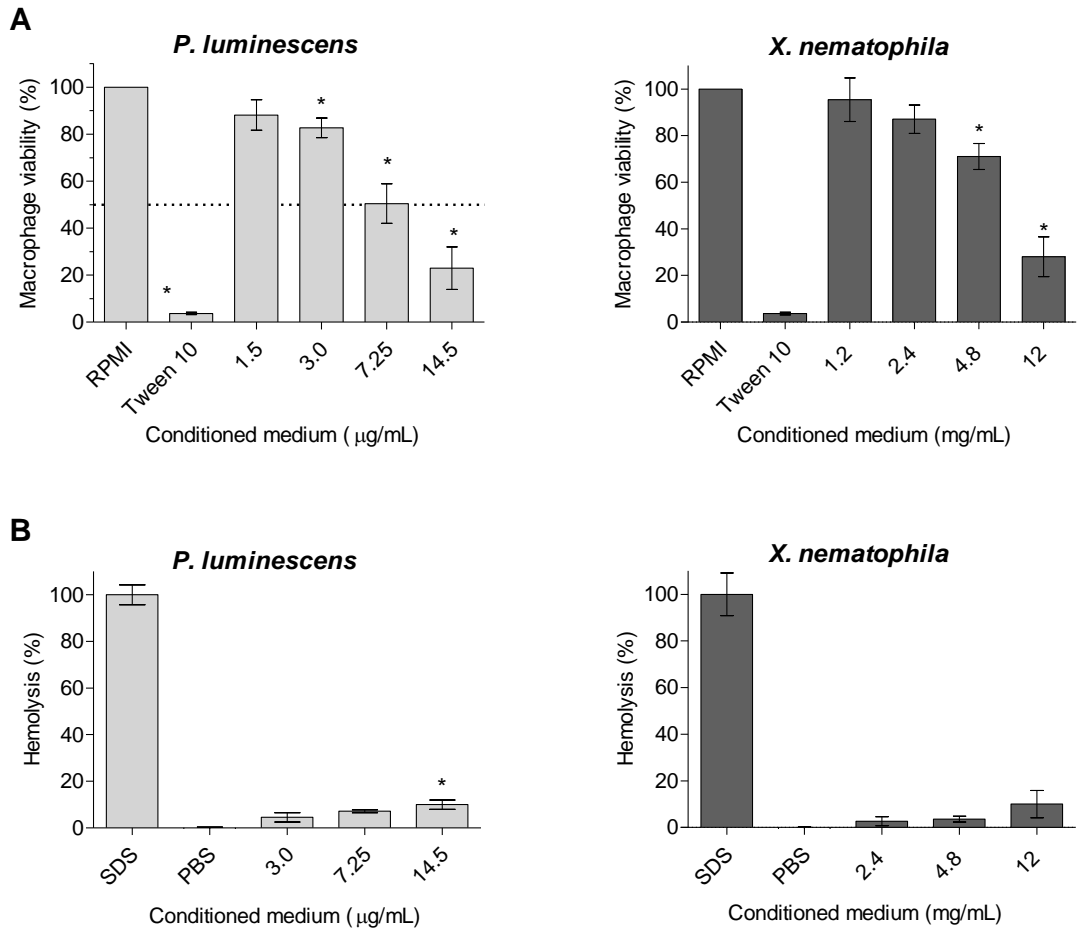 A
P. luminescens
Macrophage viability (%)
100
80
60
40
20
0
*
*
*
*
RPMI
Tween 10
1.5
3.0
7.25
14.5
Conditioned medium ( μg/mL)
X. nematophila
Macrophage viability (%)
100
80
60
40
20
0
*
*
RPMI
Tween 10
1.2
2.4
4.8
12
Conditioned medium (mg/mL)
B
P. luminescens
Hemolysis (%)
100
80
60
40
20
0
*
SDS
PBS
3.0
7.25
14.5
Conditioned medium ( μg/mL)
X. nematophila
Hemolysis (%)
100
80
60
40
20
0
SDS
PBS
2.4
4.8
12
Conditioned medium (mg/mL)